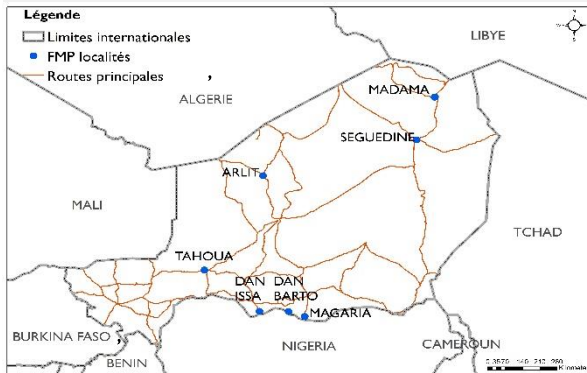 Légende
Limites internationales
FMP localités
Routes principales
LIBYE
ALGERIE
MADAMA
SEGUEDINE
ARLIT
MALI
TCHAD
TAHOUA
DAN ISSA
DAN BARTO
MAGARIA
BURKINA FASO
NIGERIA
CAMEROUN
BENIN